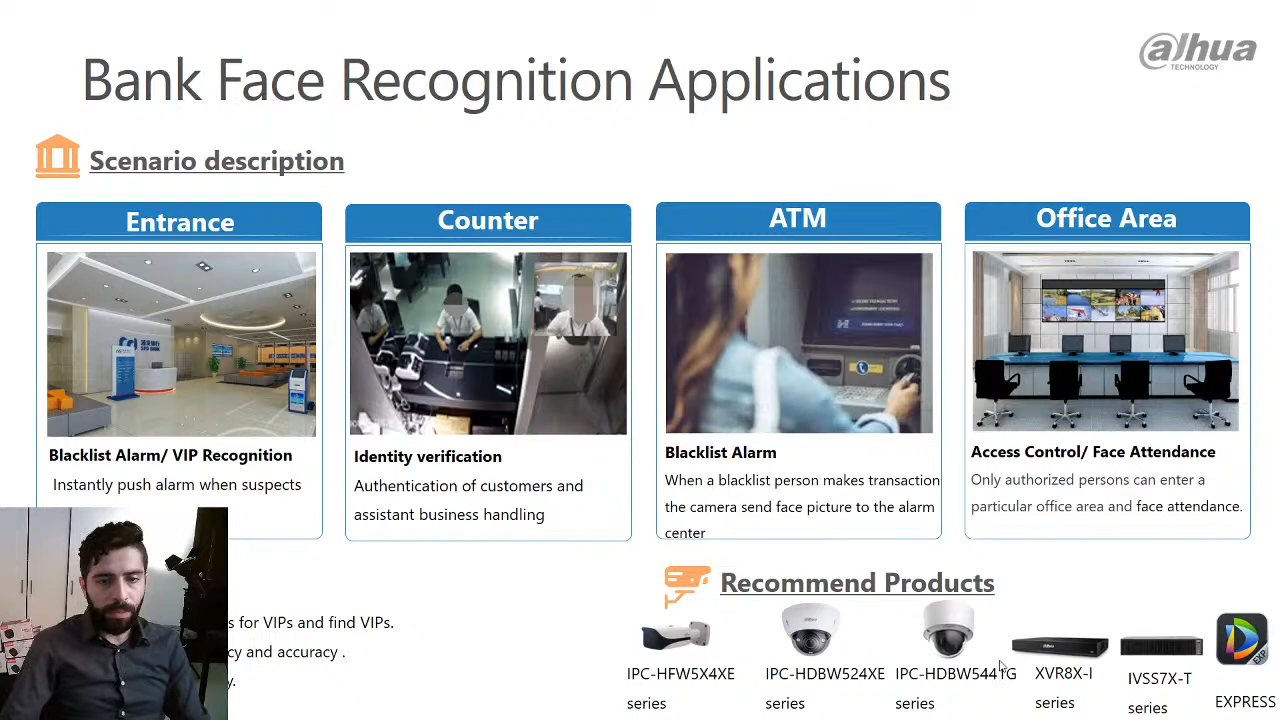 alhua
TECHNOLOGY
Bank Face Recognition Applications
Scenario description
Entrance
Counter
ATM
Office Area
Blacklist Alarm/ VIP Recognition
Instantly push alarm when suspects
Identity verification
Authentication of customers and
assistant business handling
Blacklist Alarm
When a blacklist person makes transaction
the camera send face picture to the alarm
center
Access Control/ Face Attendance
Only authorized persons can enter a
particular office area and face attendance.
s for VIPs and find VIPs.
cy and accuracy .
y.
Recommend Products
IPC-HFW5X4XE
series
IPC-HDBW524XE
series
IPC-HDBW5441G
series
XVR8X-I
series
IVSS7X-T
series
EXP
EXPRESS